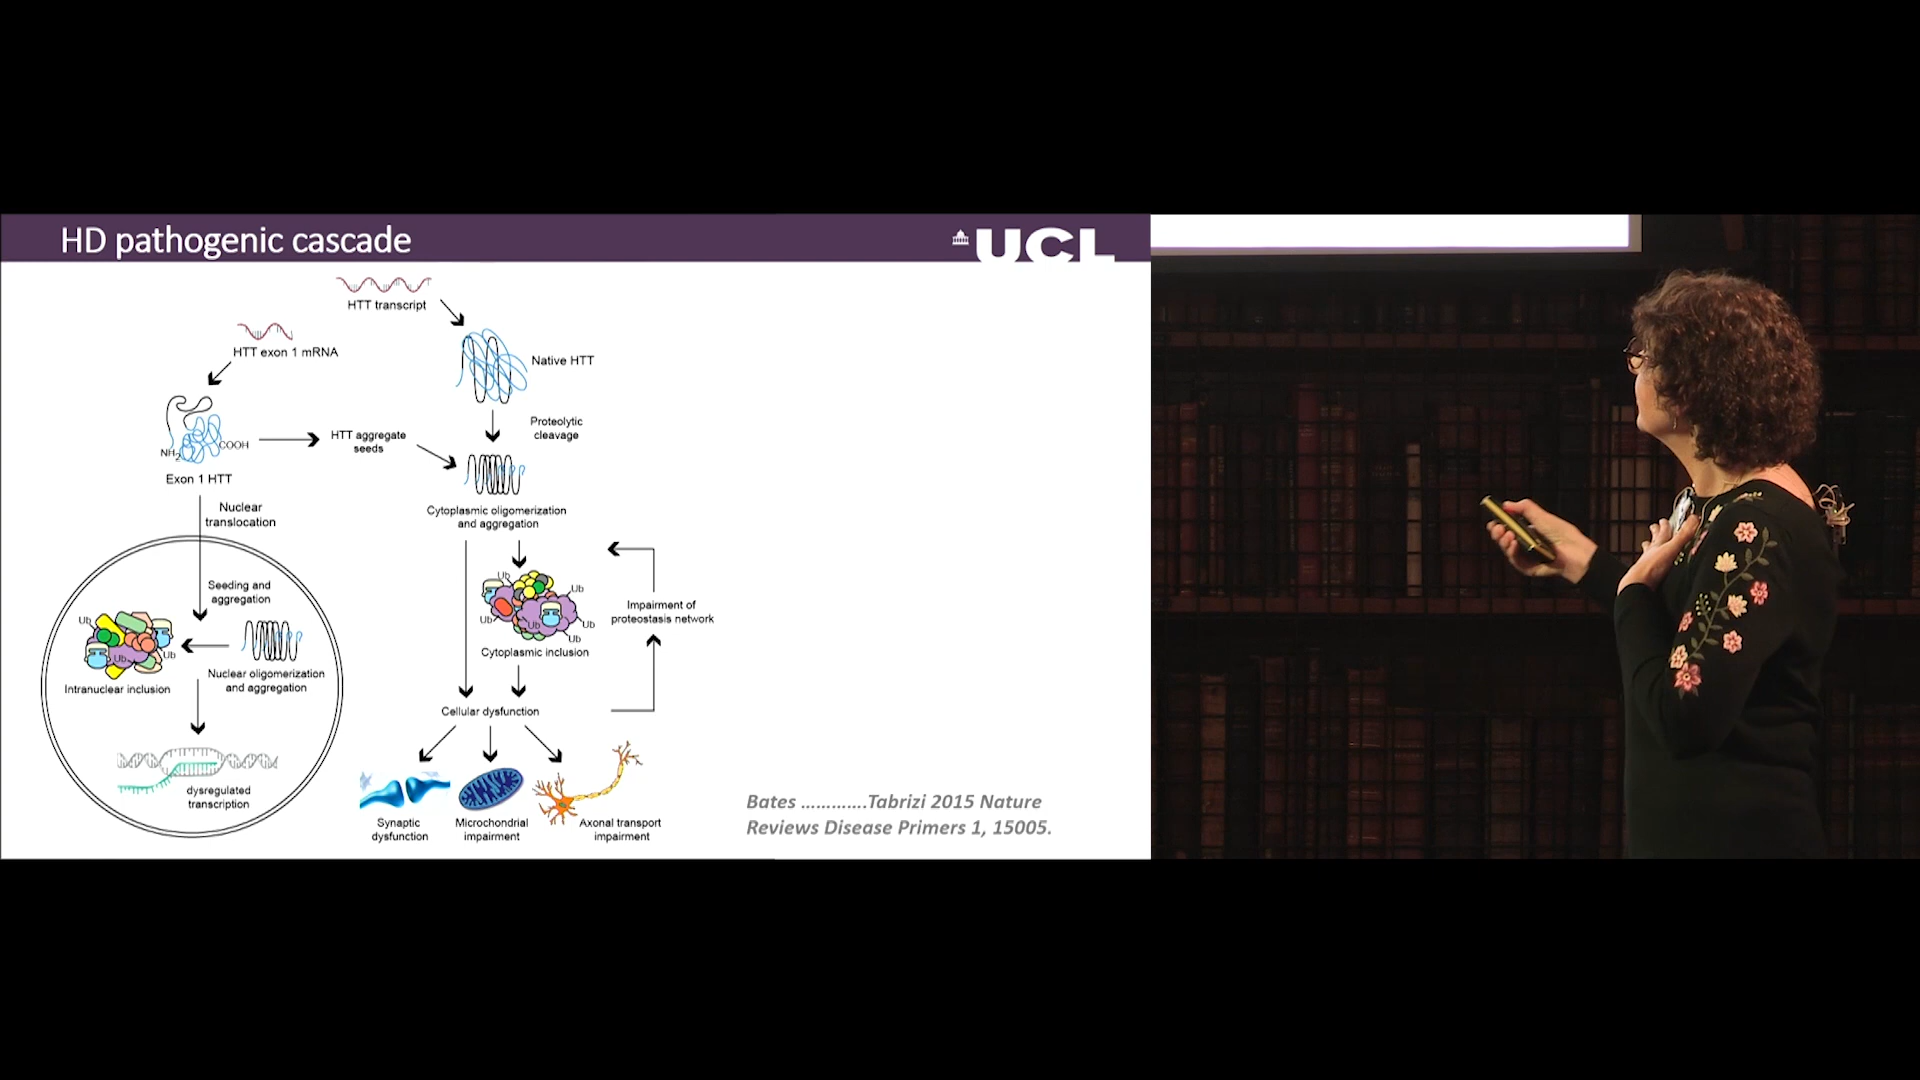 HD pathogenic cascade
UCL
HTT transcript
HTT exon 1 mRNA
Native HTT
Proteolytic
cleavage
NH2
COOH
Exon 1 HTT
HTT aggregate
seeds
Cytoplasmic oligomerization
and aggregation
Nuclear
translocation
Seeding and
aggregation
Ub
Ub
Ub
Intranuclear inclusion
Nuclear oligomerization
and aggregation
dysregulated
transcription
Ub
Ub
Ub
Ub
Ub
Ub
Cytoplasmic inclusion
Impairment of
proteostasis network
Cellular dysfunction
Synaptic
dysfunction
Microchondrial
impairment
Axonal transport
impairment
Bates .............Tabrizi 2015 Nature
Reviews Disease Primers 1, 15005.